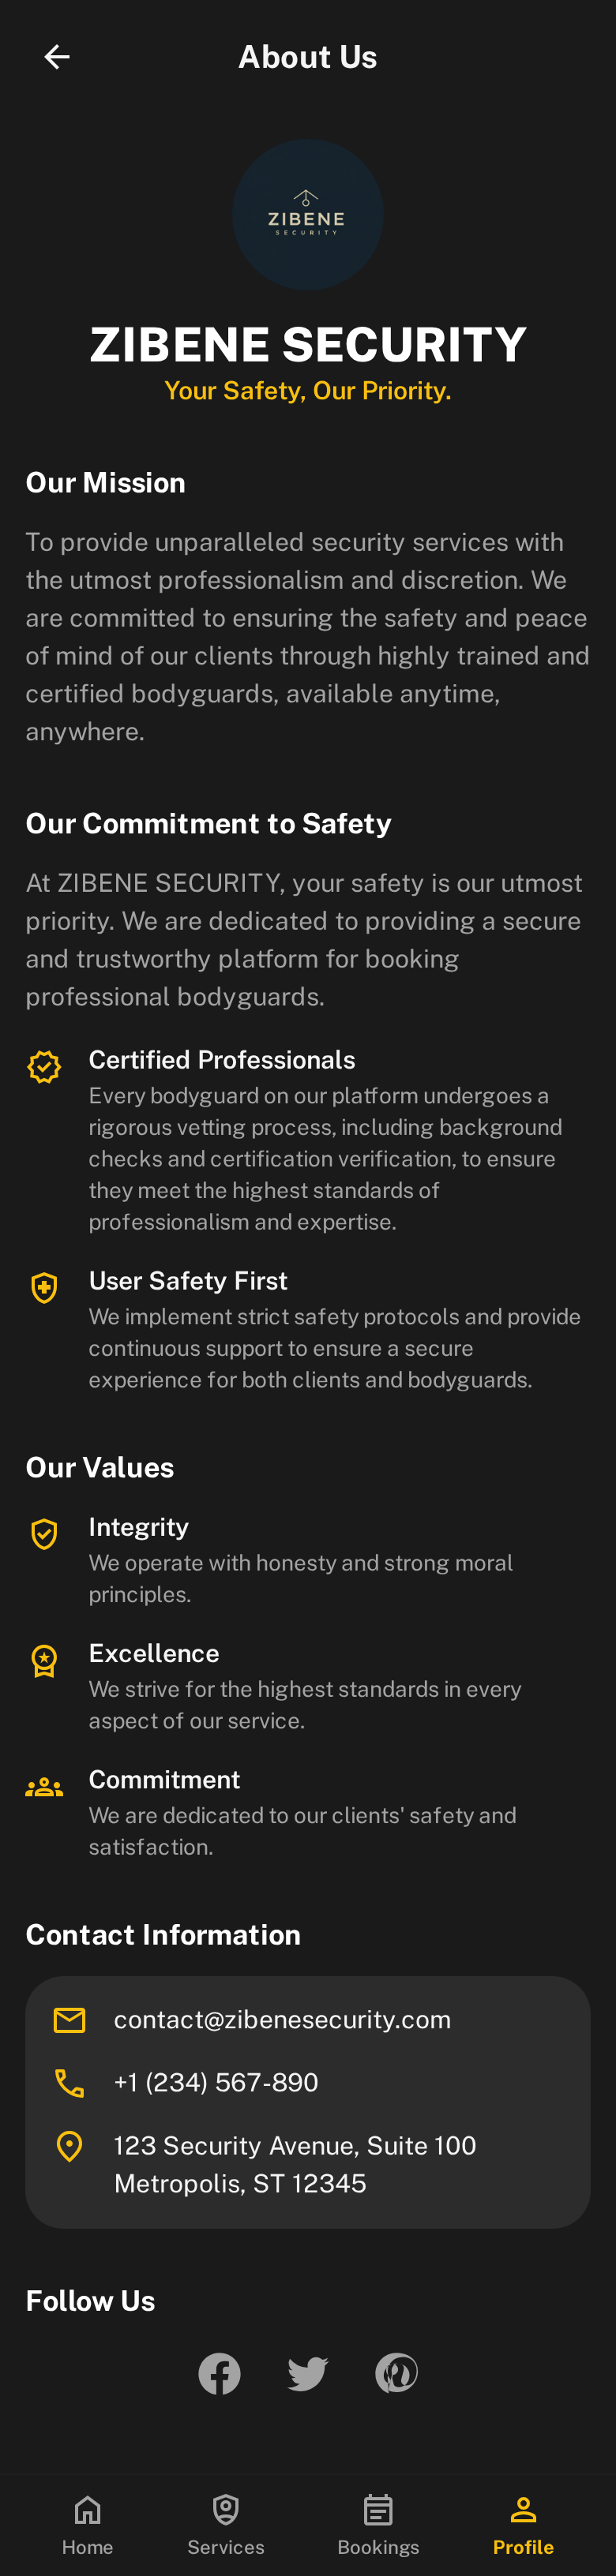 About Us
ZIBENE
SECURITY
ZIBENE SECURITY
Your Safety, Our Priority.
Our Mission
To provide unparalleled security services with
the utmost professionalism and discretion. We
are committed to ensuring the safety and peace
of mind of our clients through highly trained and
certified bodyguards, available anytime,
anywhere.
Our Commitment to Safety
At ZIBENE SECURITY, your safety is our utmost
priority. We are dedicated to providing a secure
and trustworthy platform for booking
professional bodyguards.
Certified Professionals
Every bodyguard on our platform undergoes a
rigorous vetting process, including background
checks and certification verification, to ensure
they meet the highest standards of
professionalism and expertise.
User Safety First
We implement strict safety protocols and provide
continuous support to ensure a secure
experience for both clients and bodyguards.
Our Values
Integrity
We operate with honesty and strong moral
principles.
Excellence
We strive for the highest standards in every
aspect of our service.
Commitment
We are dedicated to our clients' safety and
satisfaction.
Contact Information
contact@zibenesecurity.com
+1 (234) 567-890
123 Security Avenue, Suite 100
Metropolis, ST 12345
Follow Us
Home
Services
Bookings
Profile